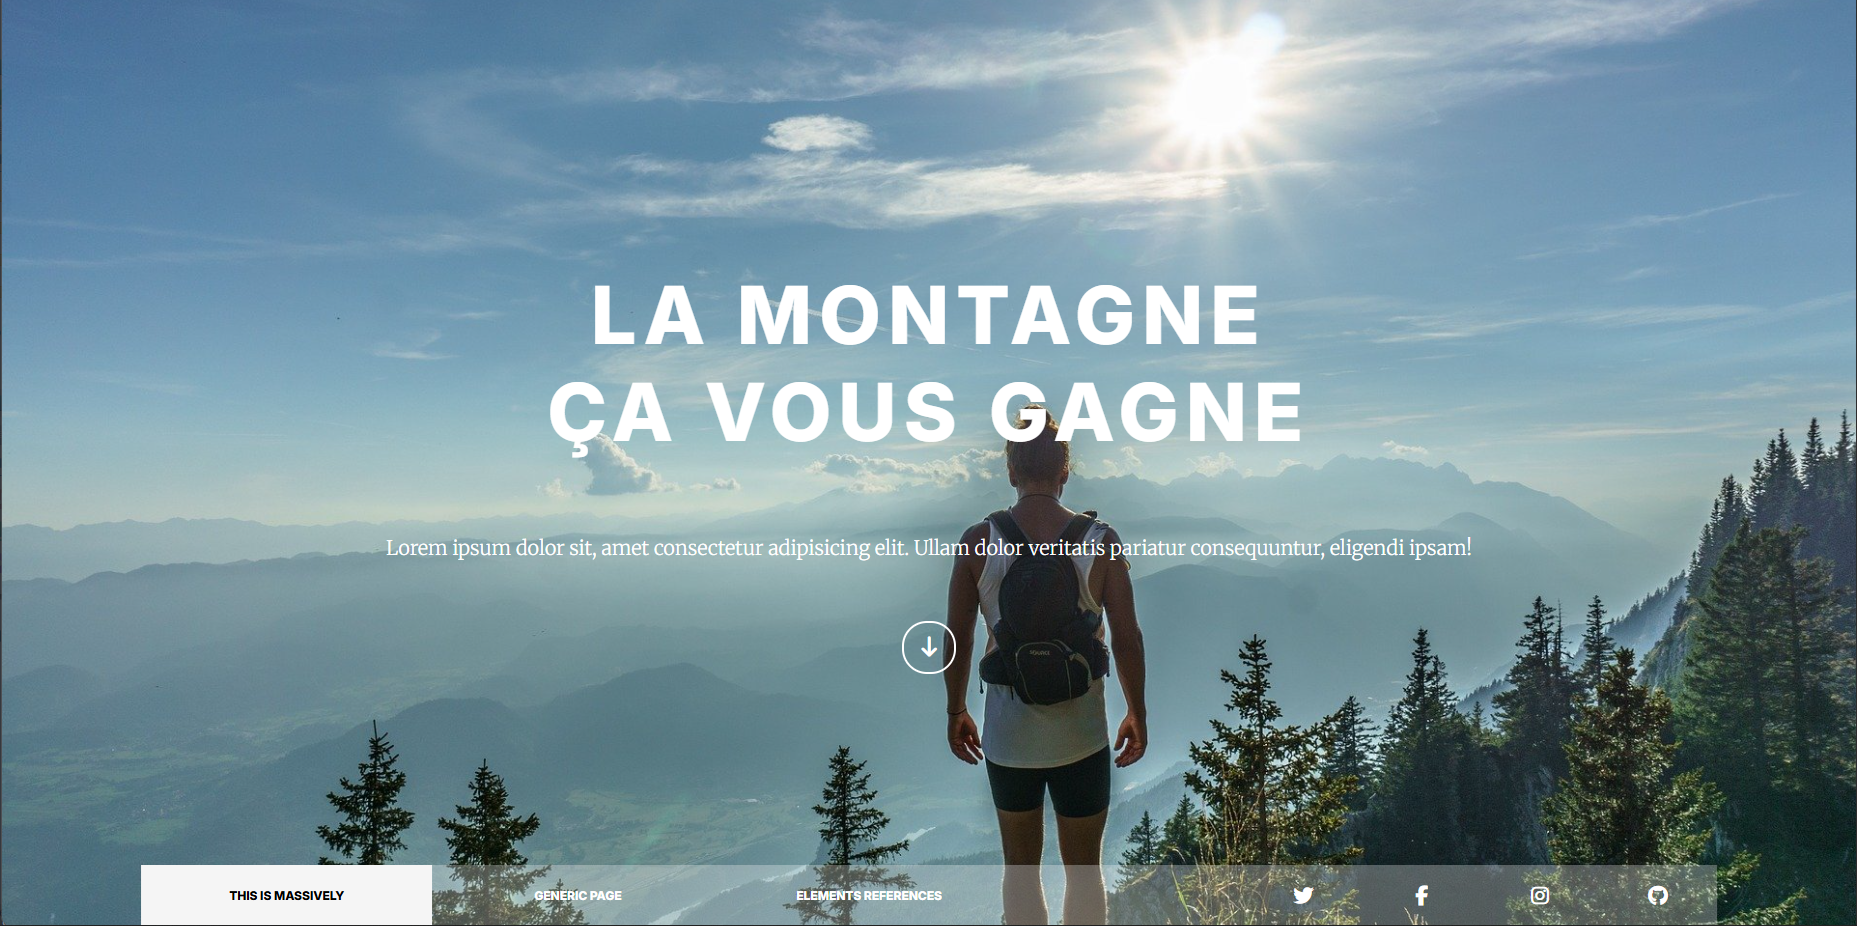 LA MONTAGNE
ÇA VOUS GAGNE
Lorem ipsum dolor sit, amet consectetur adipisicing elit. Ullam dolor veritatis pariatur consequuntur, eligendi ipsam!
THIS IS MASSIVELY
GENERIC PAGE
ELEMENTS REFERENCES